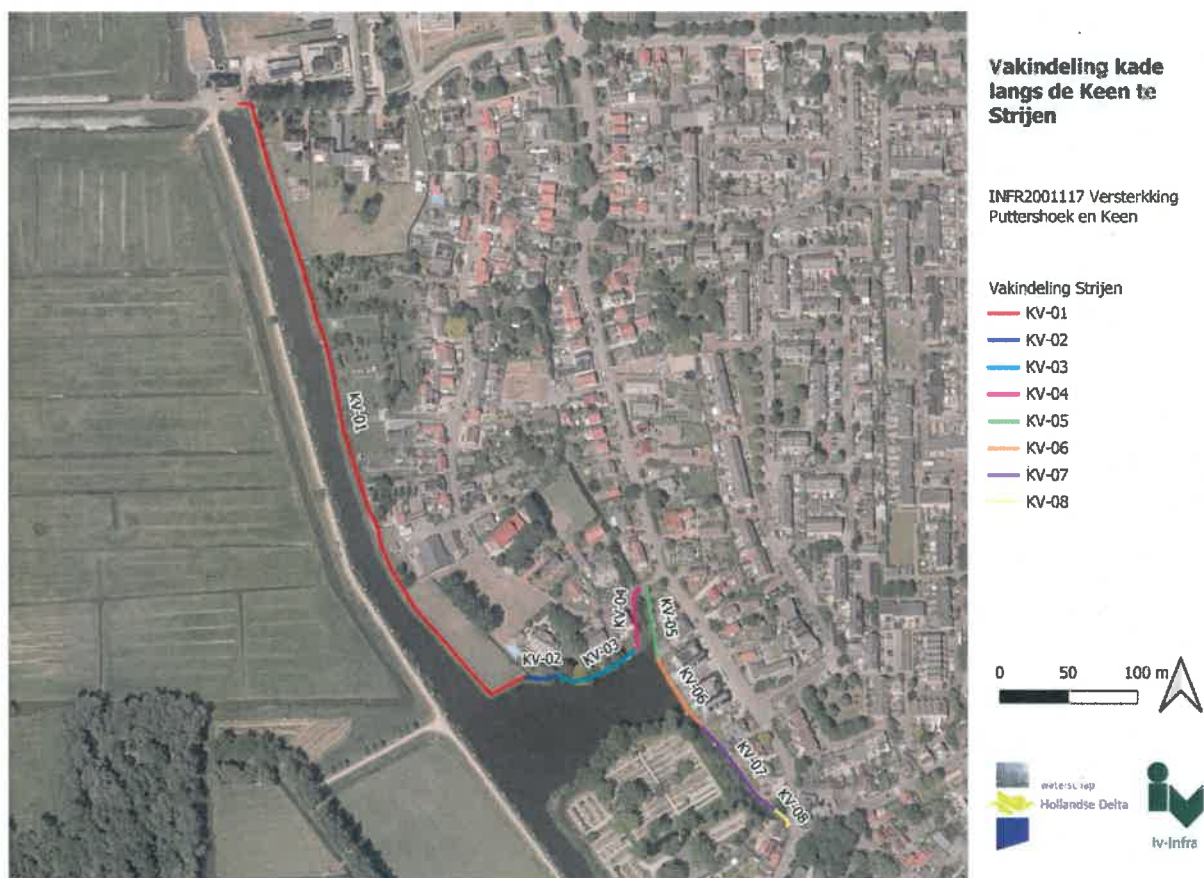 Vakindeling kade
langs de Keen te
Strijen
INFR2001117 Versterkking
Puttershoek en Keen
Vakindeling Strijen
KV-01
KV-02
KV-03
KV-04
KV-05
KV-06
KV-07
KV-08
KV-01
KV-02
KV-03
KV-04
KV-05
KV-06
KV-07
KV-08
0 50 100 m
waterschap
Hollandse Delta
iv
Iv-Infra